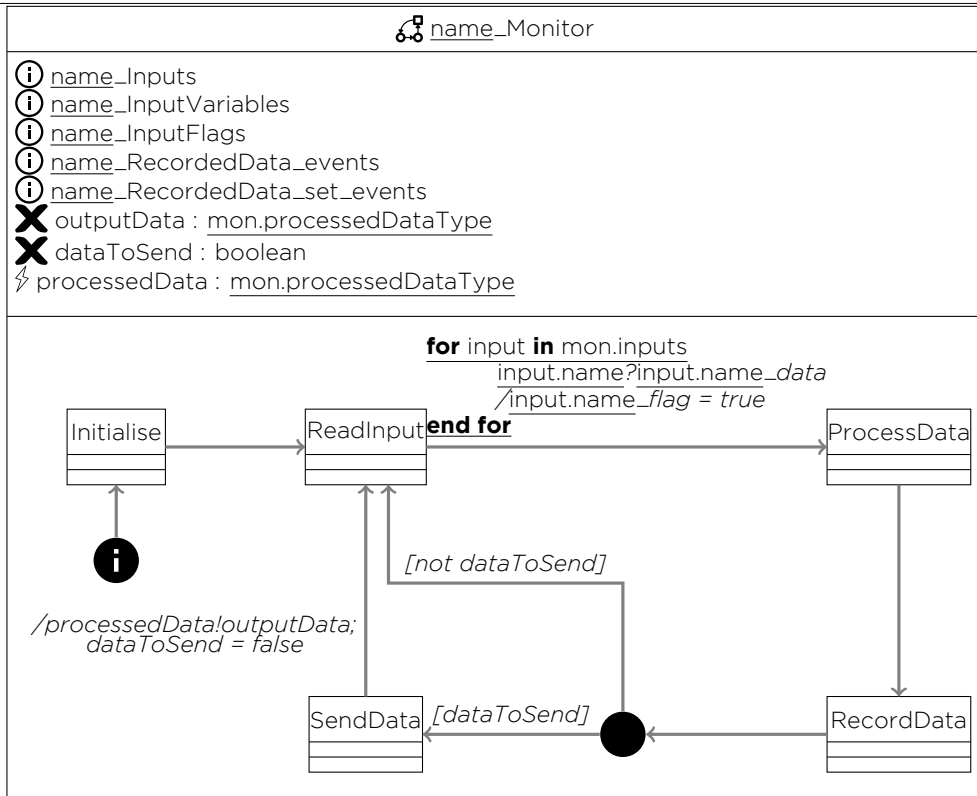 name_Monitor
i name_Inputs
i name_InputVariables
i name_InputFlags
i name_RecordedData_events
i name_RecordedData_set_events
outputData : mon.processedDataType
dataToSend : boolean
processedData : mon.processedDataType
for input in mon.inputs
input.name?input.name_data
/input.name_flag = true
end for
Initialise
ReadInput
ProcessData
i
[not dataToSend]
/processedData!outputData;
dataToSend = false
SendData
[dataToSend]
RecordData